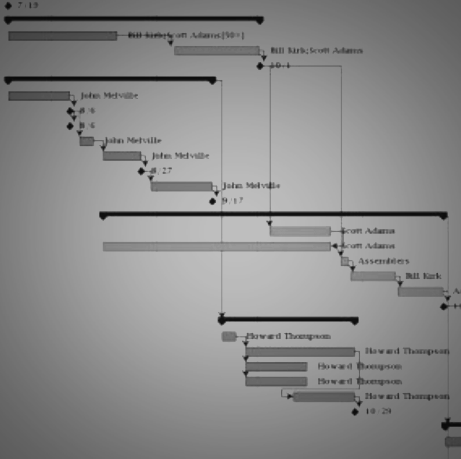 7/19
Bill Kirk;Scott Adams[50%]
Bill Kirk;Scott Adams
10/1
John Melville
8/6
8/6
John Melville
John Melville
8/27
John Melville
9/17
Scott Adams
Scott Adams
Assemblers
Bill Kirk
Howard Thompson
Howard Thompson
Howard Thompson
Howard Thompson
Howard Thompson
10/29